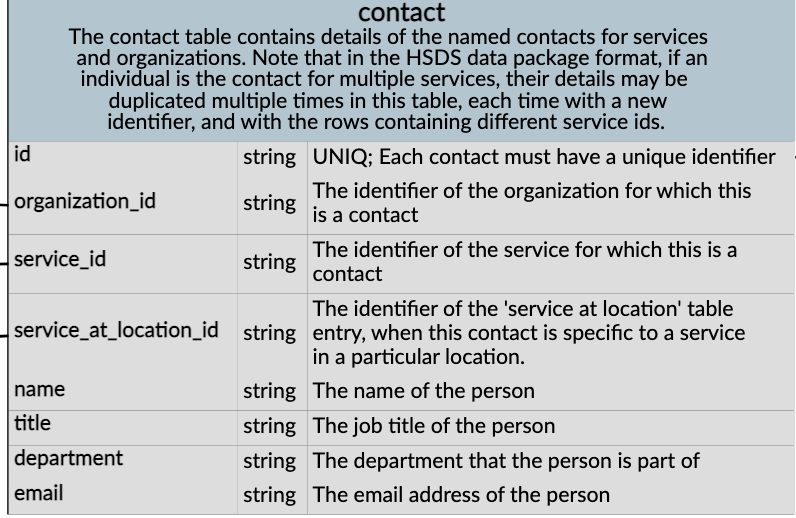 contact
The contact table contains details of the named contacts for services
and organizations. Note that in the HSDS data package format, if an
individual is the contact for multiple services, their details may be
duplicated multiple times in this table, each time with a new
identifier, and with the rows containing different service ids.
id string UNIQ; Each contact must have a unique identifier
organization_id string The identifier of the organization for which this
is a contact
service_id string The identifier of the service for which this is a
contact
service_at_location_id string The identifier of the 'service at location' table
entry, when this contact is specific to a service
in a particular location.
name string The name of the person
title string The job title of the person
department string The department that the person is part of
email string The email address of the person